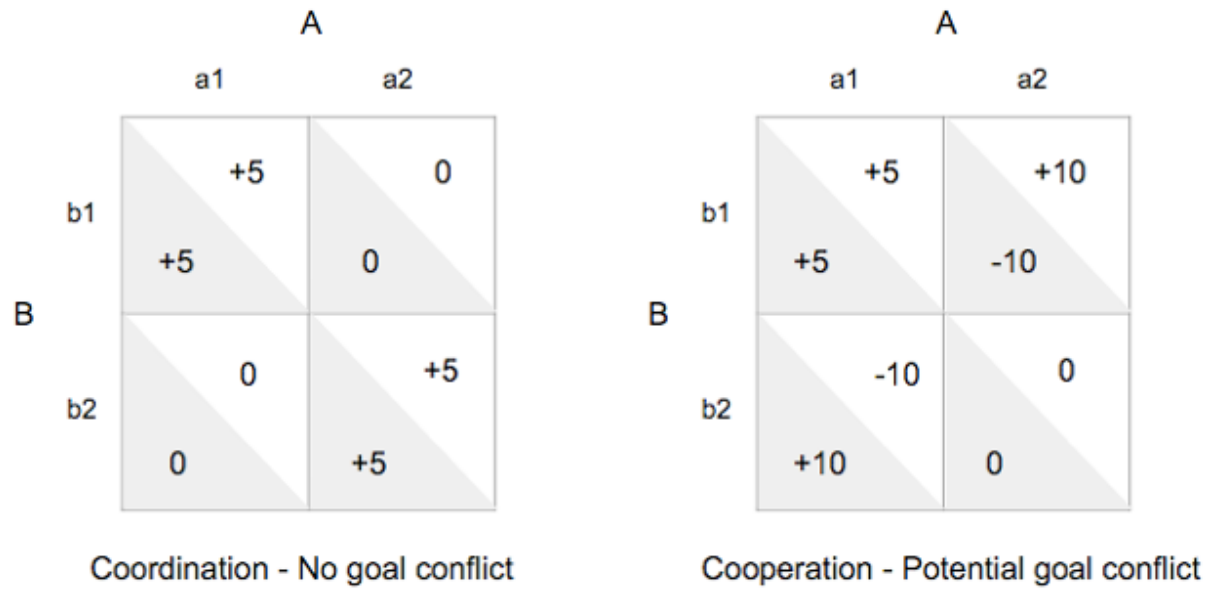 A A
a1 a2 a1 a2
+5 0 +5 +10
b1 b1
+5 0 +5 -10
B B
0 +5 -10 0
b2 b2
0 +5 +10 0
Coordination - No goal conflict Cooperation - Potential goal conflict